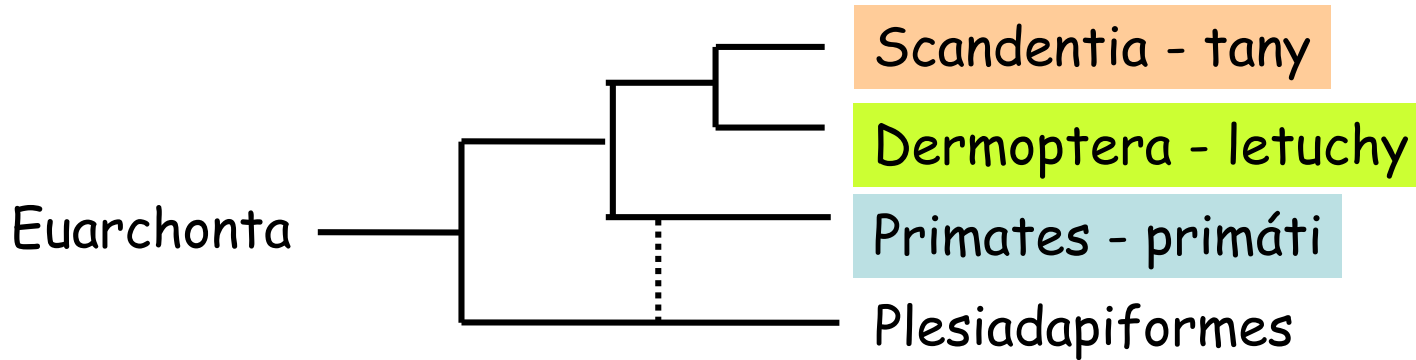 Scandentia - tany
Dermoptera - letuchy
Euarchonta
Primates - primáti
Plesiadapiformes